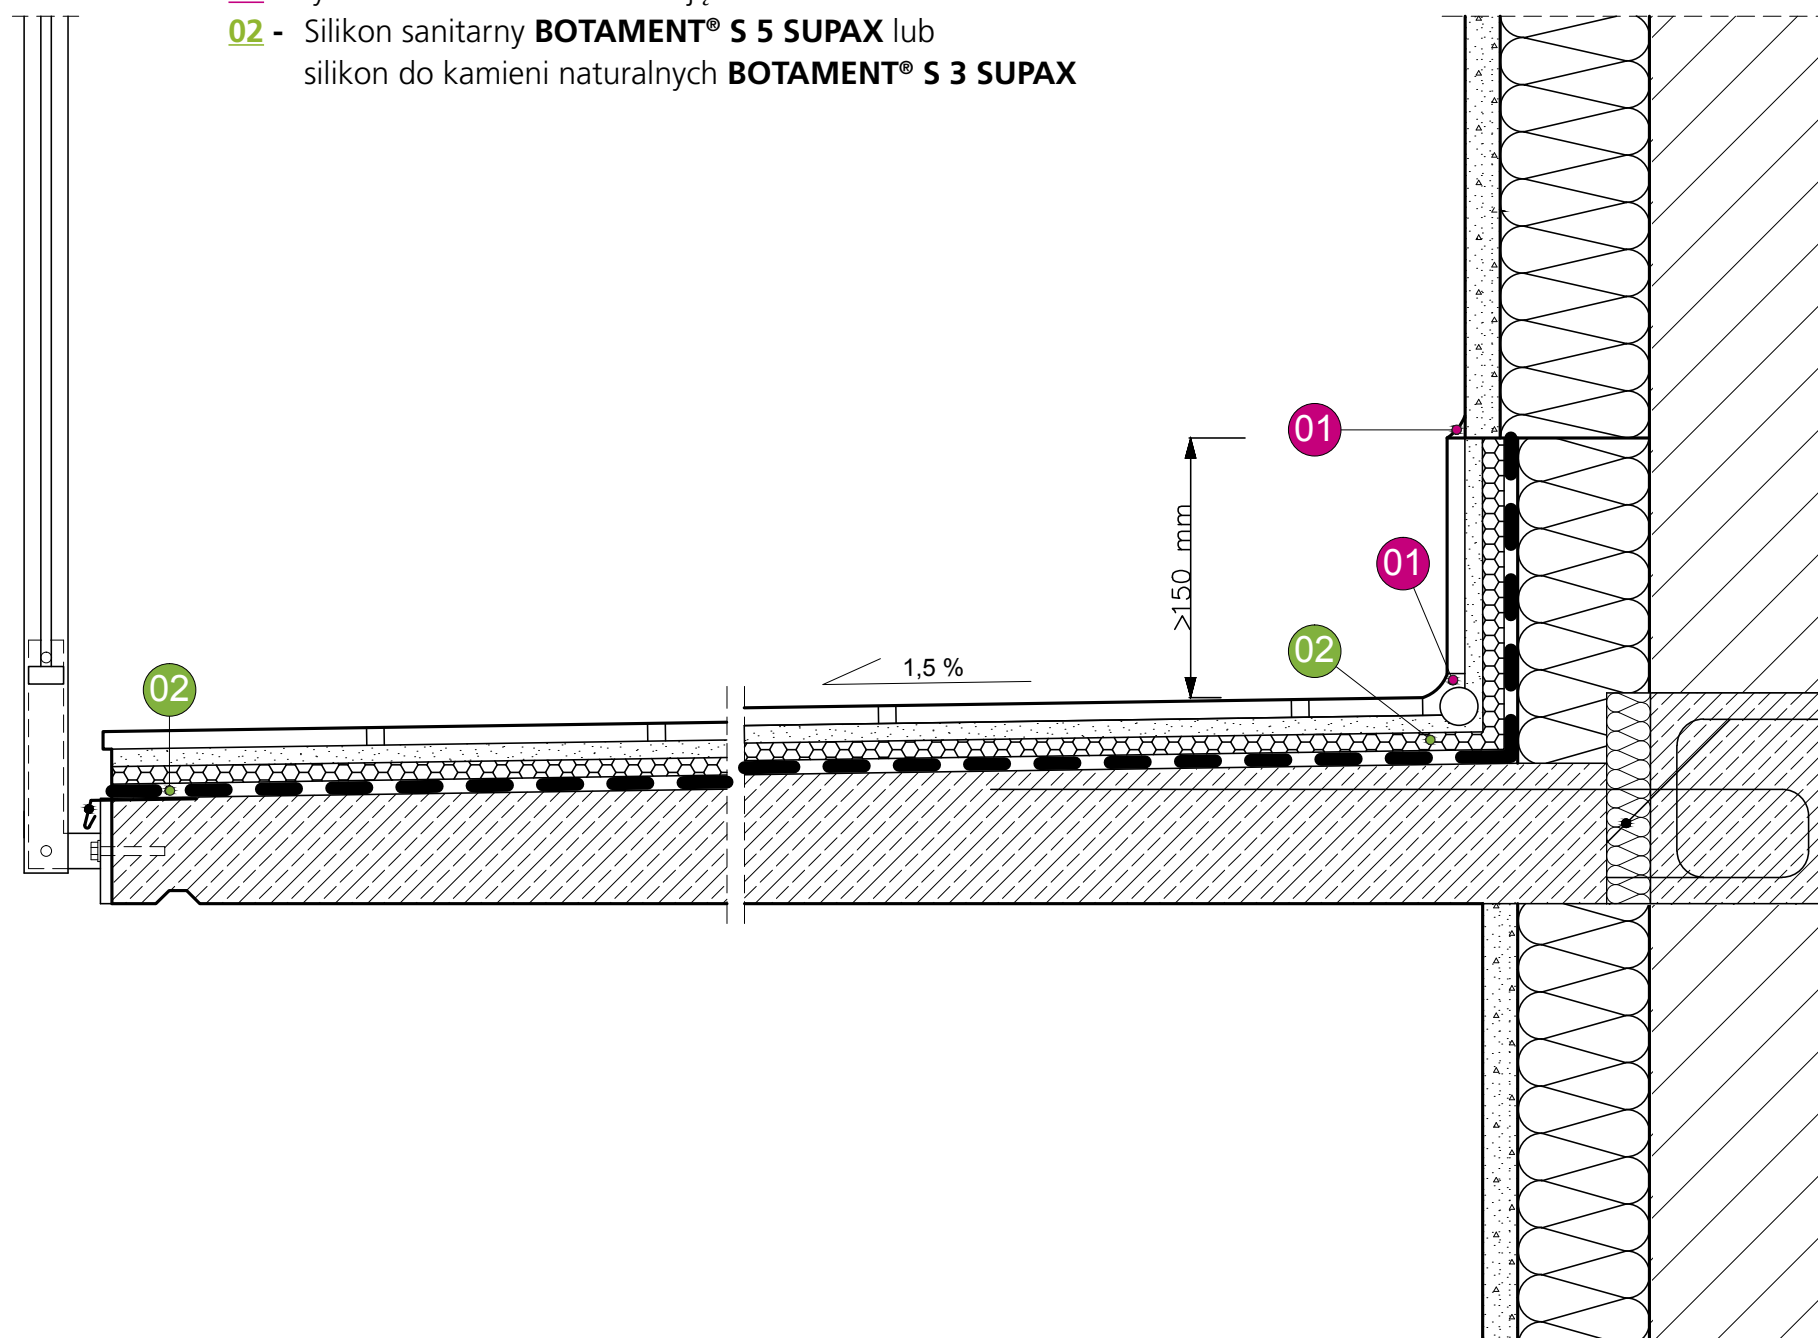 02 - Silikon sanitarny BOTAMENT® S 5 SUPAX lub
silikon do kamieni naturalnych BOTAMENT® S 3 SUPAX
01
>150 mm
01
02
1,5 %
02